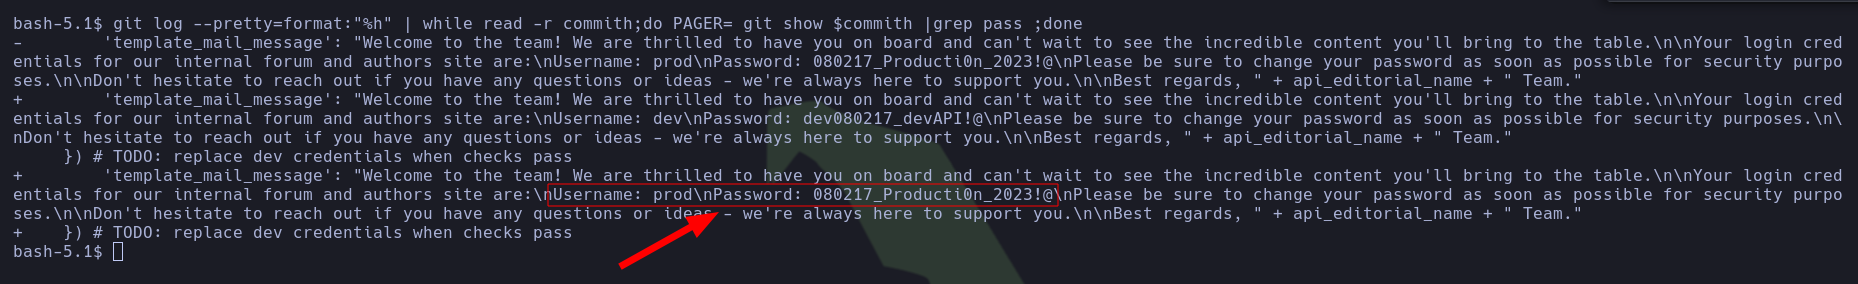 bash-5.1$ git log --pretty=format:"%h" | while read -r commith;do PAGER= git show $commith |grep pass ;done
-        'template_mail_message': "Welcome to the team! We are thrilled to have you on board and can't wait to see the incredible content you'll bring to the table.\n\nYour login cred
entials for our internal forum and authors site are:\nUsername: prod\nPassword: 080217_Producti0n_2023!@\nPlease be sure to change your password as soon as possible for security purpo
ses.\n\nDon't hesitate to reach out if you have any questions or ideas - we're always here to support you.\n\nBest regards, " + api_editorial_name + " Team."
+        'template_mail_message': "Welcome to the team! We are thrilled to have you on board and can't wait to see the incredible content you'll bring to the table.\n\nYour login cred
entials for our internal forum and authors site are:\nUsername: dev\nPassword: dev080217_devAPI!@\nPlease be sure to change your password as soon as possible for security purposes.\n\
nDon't hesitate to reach out if you have any questions or ideas - we're always here to support you.\n\nBest regards, " + api_editorial_name + " Team."
     }) # TODO: replace dev credentials when checks pass
+        'template_mail_message': "Welcome to the team! We are thrilled to have you on board and can't wait to see the incredible content you'll bring to the table.\n\nYour login cred
entials for our internal forum and authors site are:\nUsername: prod\nPassword: 080217_Producti0n_2023!@\nPlease be sure to change your password as soon as possible for security purpo
ses.\n\nDon't hesitate to reach out if you have any questions or ideas - we're always here to support you.\n\nBest regards, " + api_editorial_name + " Team."
+    }) # TODO: replace dev credentials when checks pass
bash-5.1$